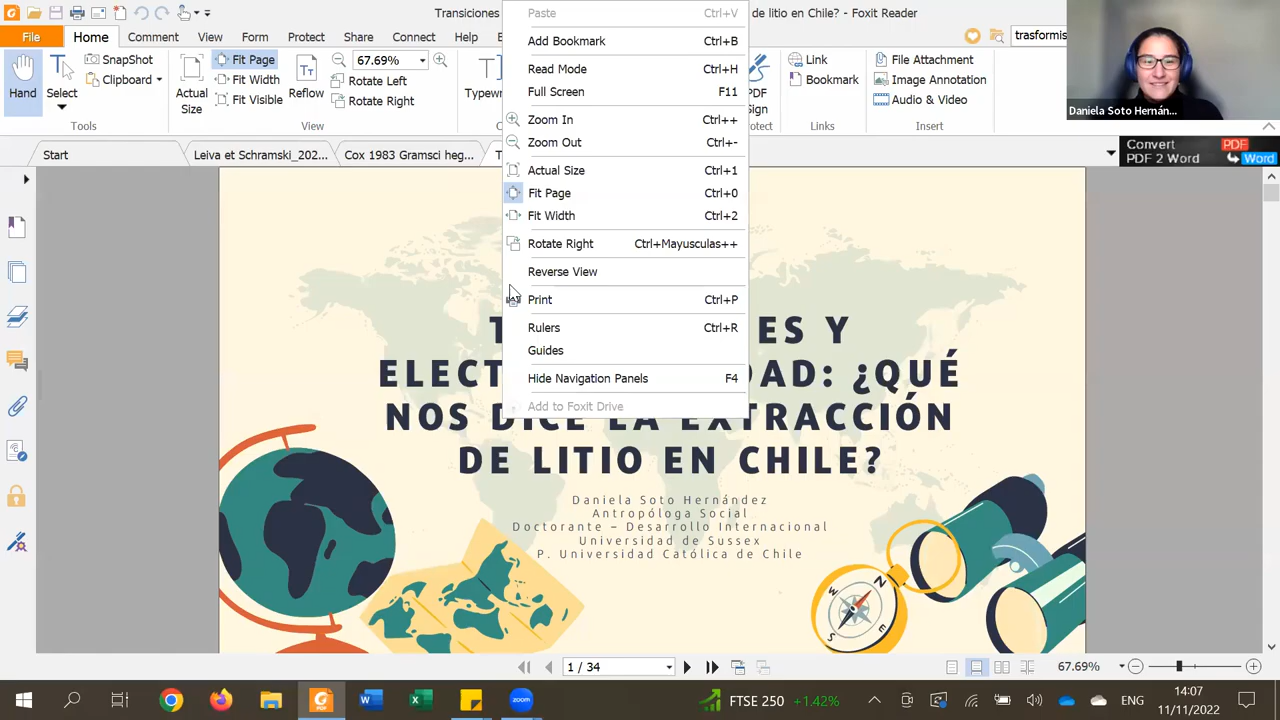 Transiciones
de litio en Chile? - Foxit Reader
File
Home
Comment
View
Form
Protect
Share
Connect
Help
Hand
Select
SnapShot
Clipboard
Tools
Actual Size
Fit Page
Fit Width
Fit Visible
Reflow
67.69%
Rotate Left
Rotate Right
View
PDF
Sign
Link
Bookmark
Links
File Attachment
Image Annotation
Audio & Video
Insert
Daniela Soto Hernán...
Start
Leiva et Schramski_202...
Cox 1983 Gramsci heg...
Convert PDF
PDF 2 Word
Word
Paste Ctrl+V
Add Bookmark Ctrl+B
Read Mode Ctrl+H
Full Screen F11
Zoom In Ctrl++
Zoom Out Ctrl+-
Actual Size Ctrl+1
Fit Page Ctrl+0
Fit Width Ctrl+2
Rotate Right Ctrl+Mayusculas++
Reverse View
Print Ctrl+P
Rulers Ctrl+R
Guides
Hide Navigation Panels F4
Add to Foxit Drive
ES Y
DAD: ¿QUÉ
NOS DICE LA EXTRACCIÓN
DE LITIO EN CHILE?
Daniela Soto Hernández
Antropóloga Social
Doctorante – Desarrollo Internacional
Universidad de Sussex
P. Universidad Católica de Chile
N
W
E
S
1 / 34
67.69%
FTSE 250 +1.42%
ENG
14:07
11/11/2022